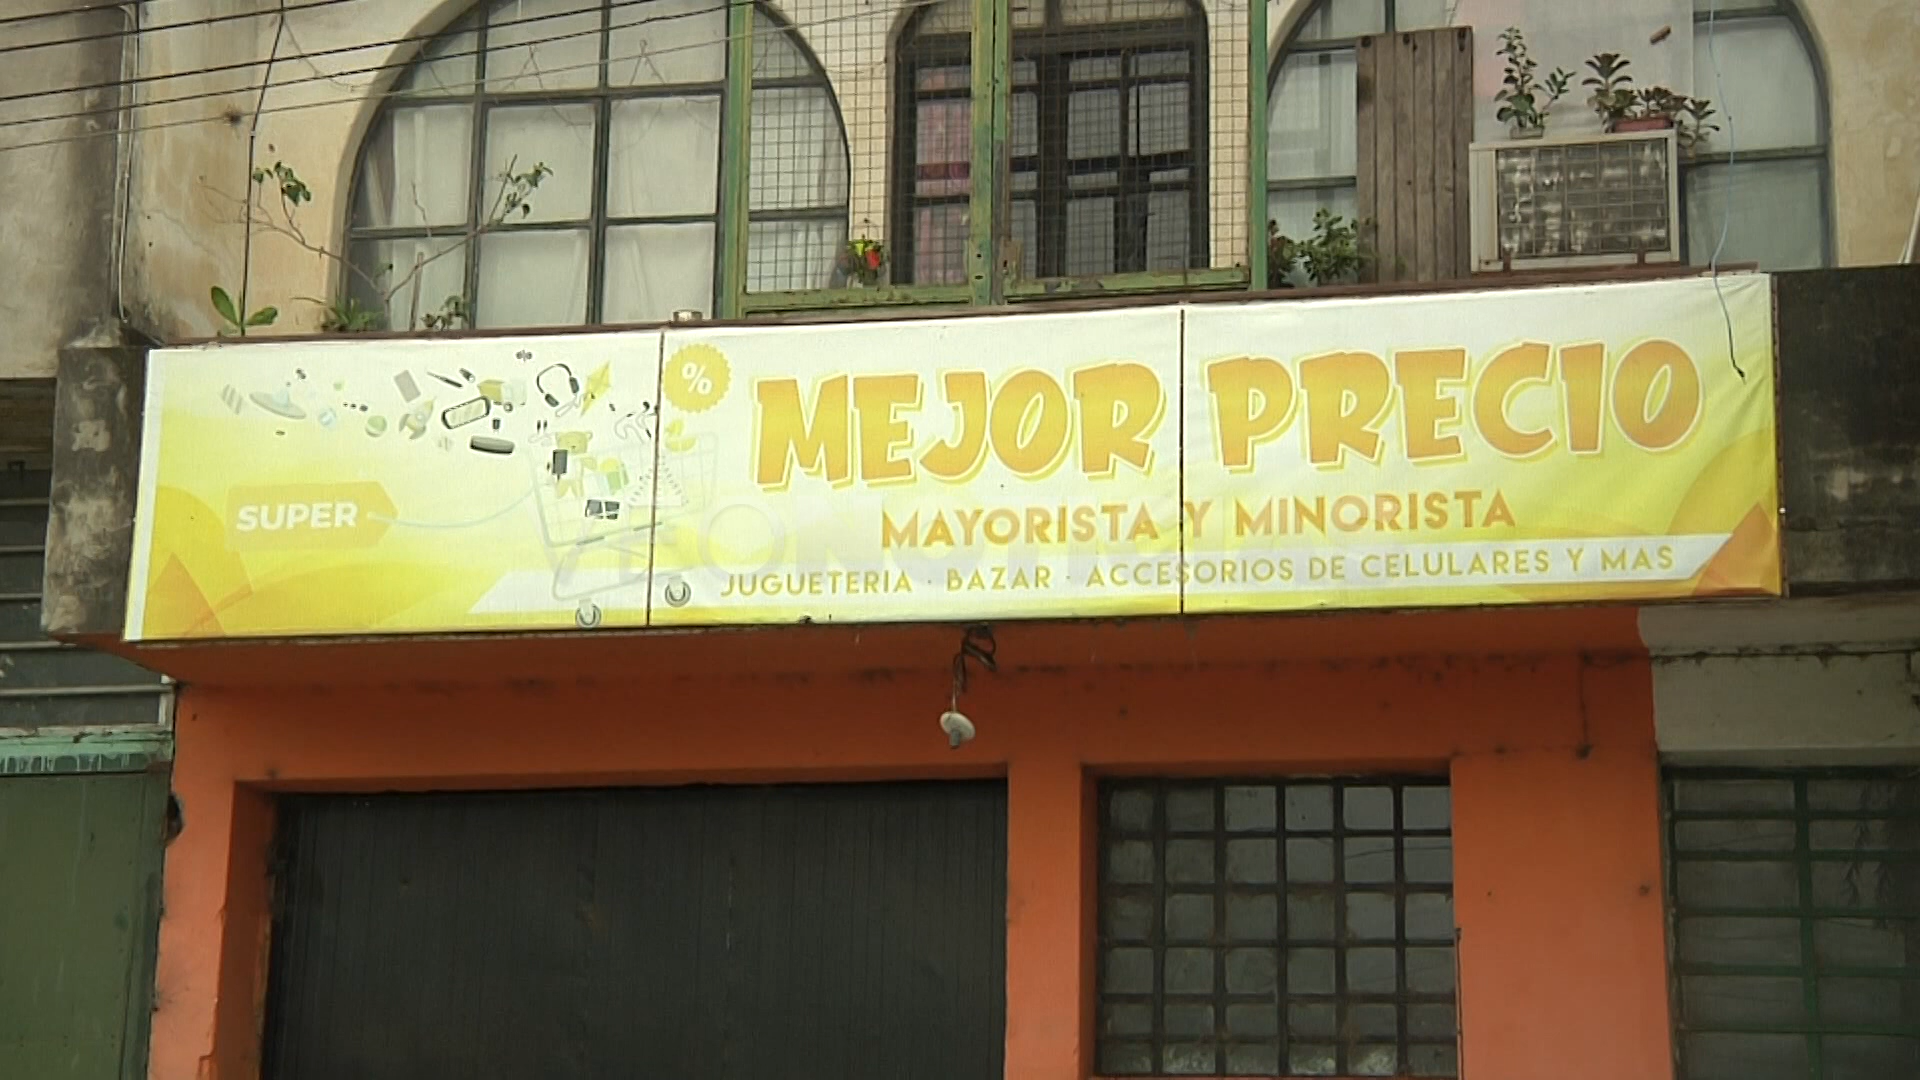 %
MEJOR PRECIO
SUPER
MAYORISTA Y MINORISTA
JUGUETERIA · BAZAR · ACCESORIOS DE CELULARES Y MAS